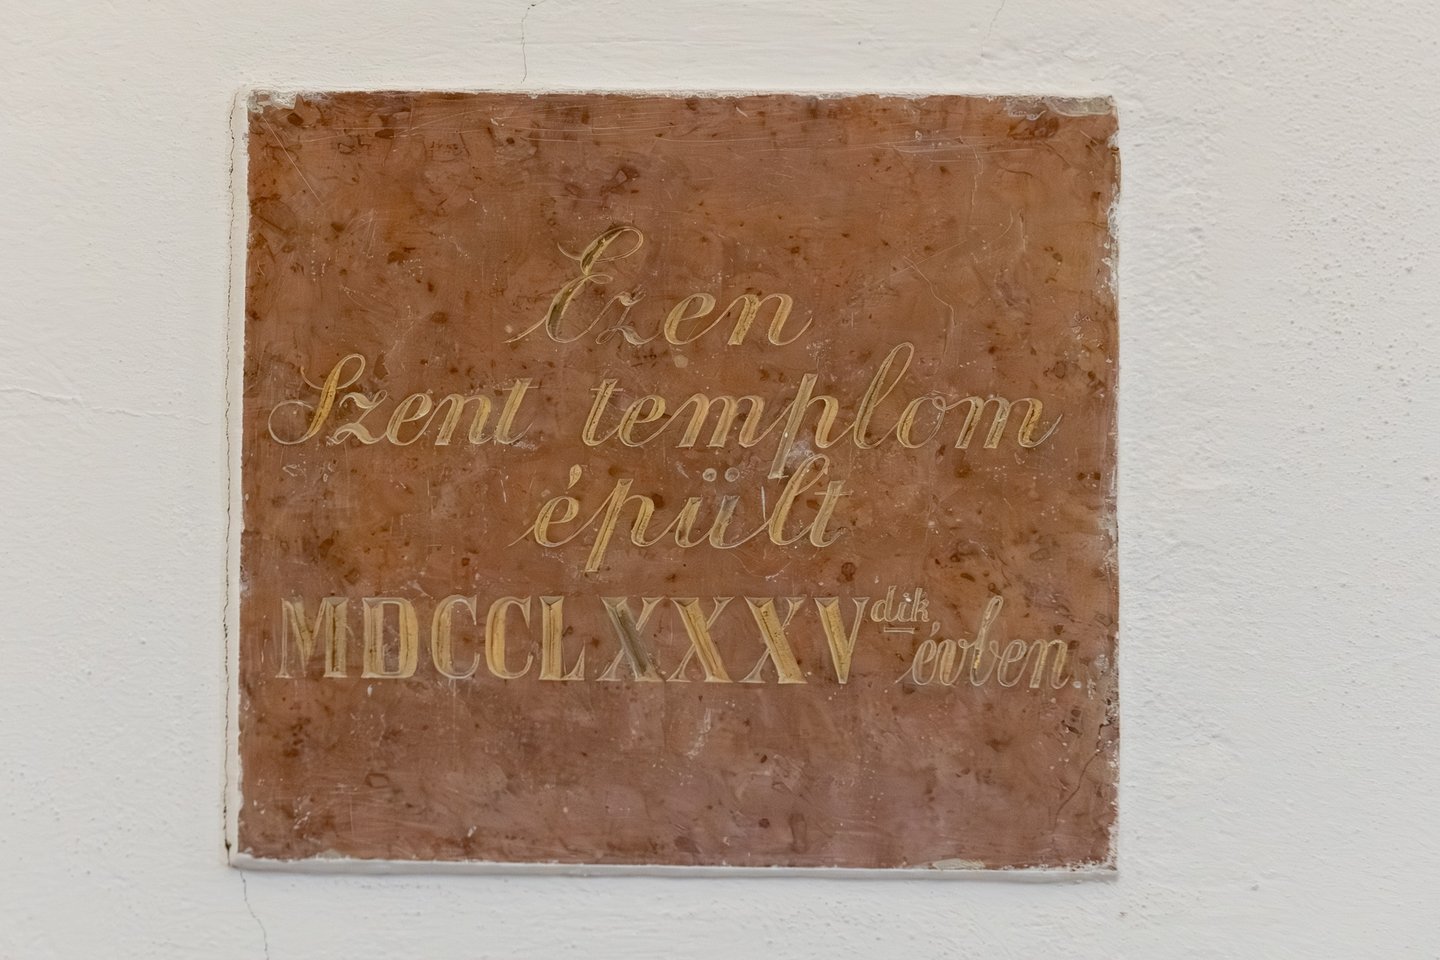 Ezen
Szent templom
épült
MDCCLXXXVdik évben.